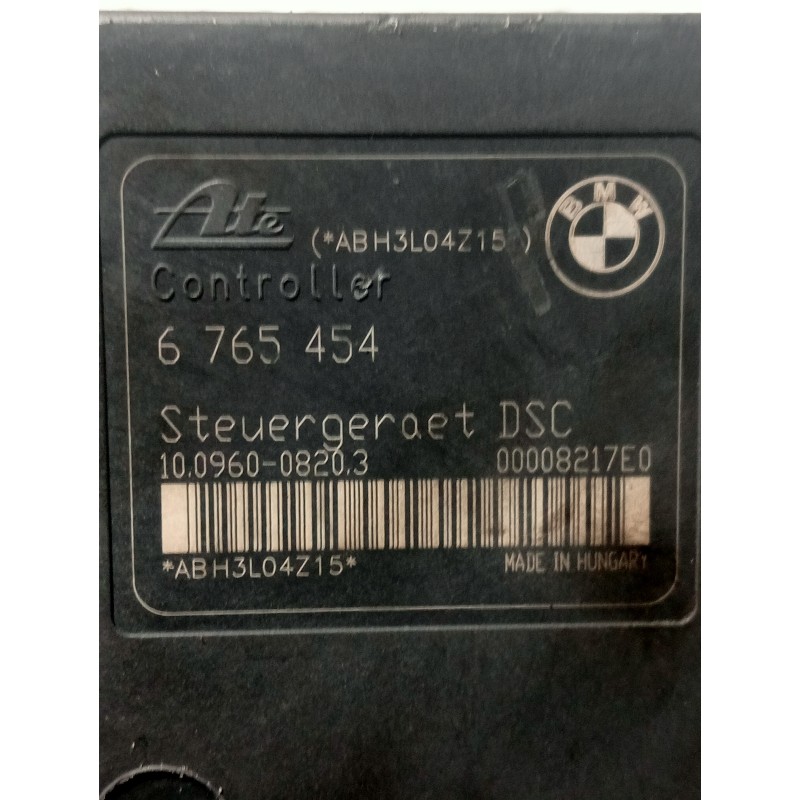 Ate (*ABH3L04Z15*) BMW
Controller
6 765 454
Steuergeraet DSC
10.0960-0820.3 00008217E0
*ABH3L04Z15* MADE IN HUNGARY